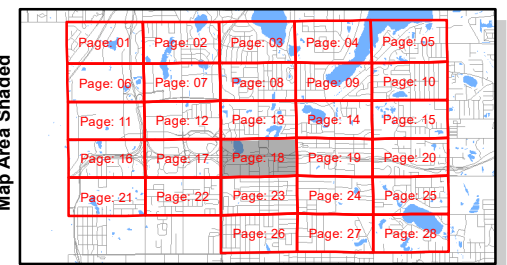 Map Area Shaded
Page: 01 Page: 02 Page: 03 Page: 04 Page: 05
Page: 06 Page: 07 Page: 08 Page: 09 Page: 10
Page: 11 Page: 12 Page: 13 Page: 14 Page: 15
Page: 16 Page: 17 Page: 18 Page: 19 Page: 20
Page: 21 Page: 22 Page: 23 Page: 24 Page: 25
Page: 26 Page: 27 Page: 28